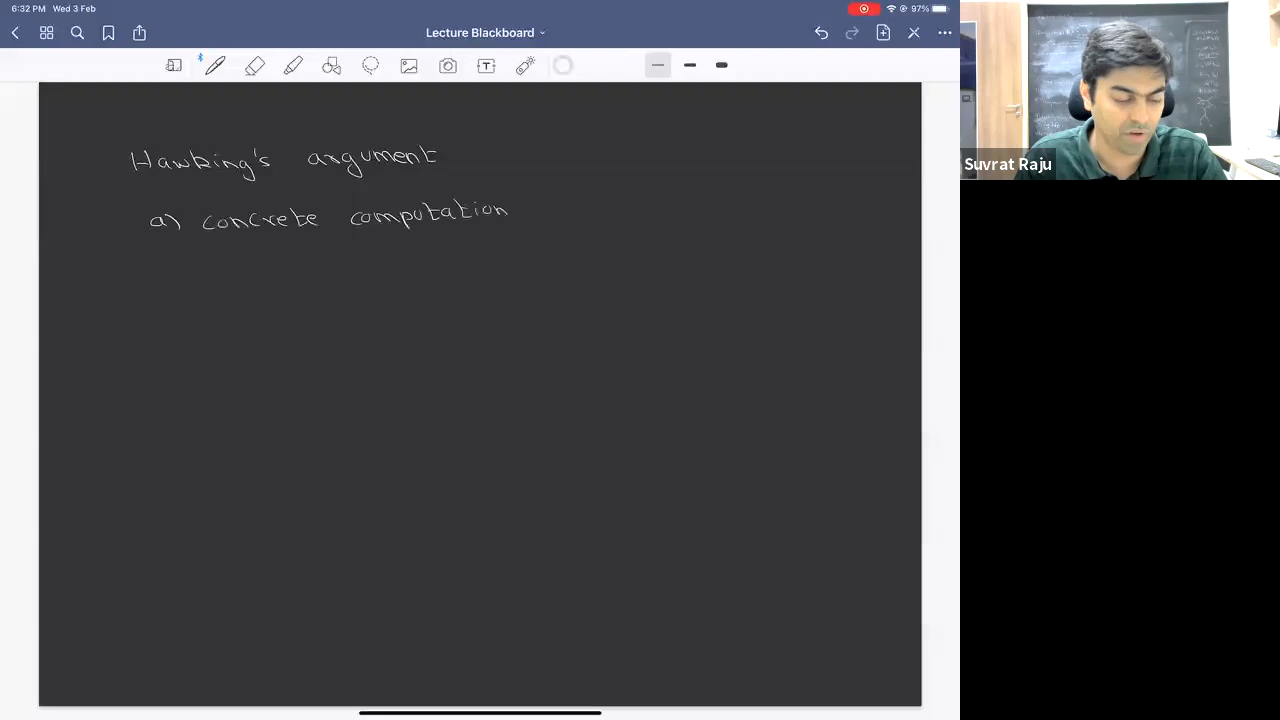 6:32 PM Wed 3 Feb
97%
Lecture Blackboard
Suvrat Raju
Hawking's argument
a) concrete computation